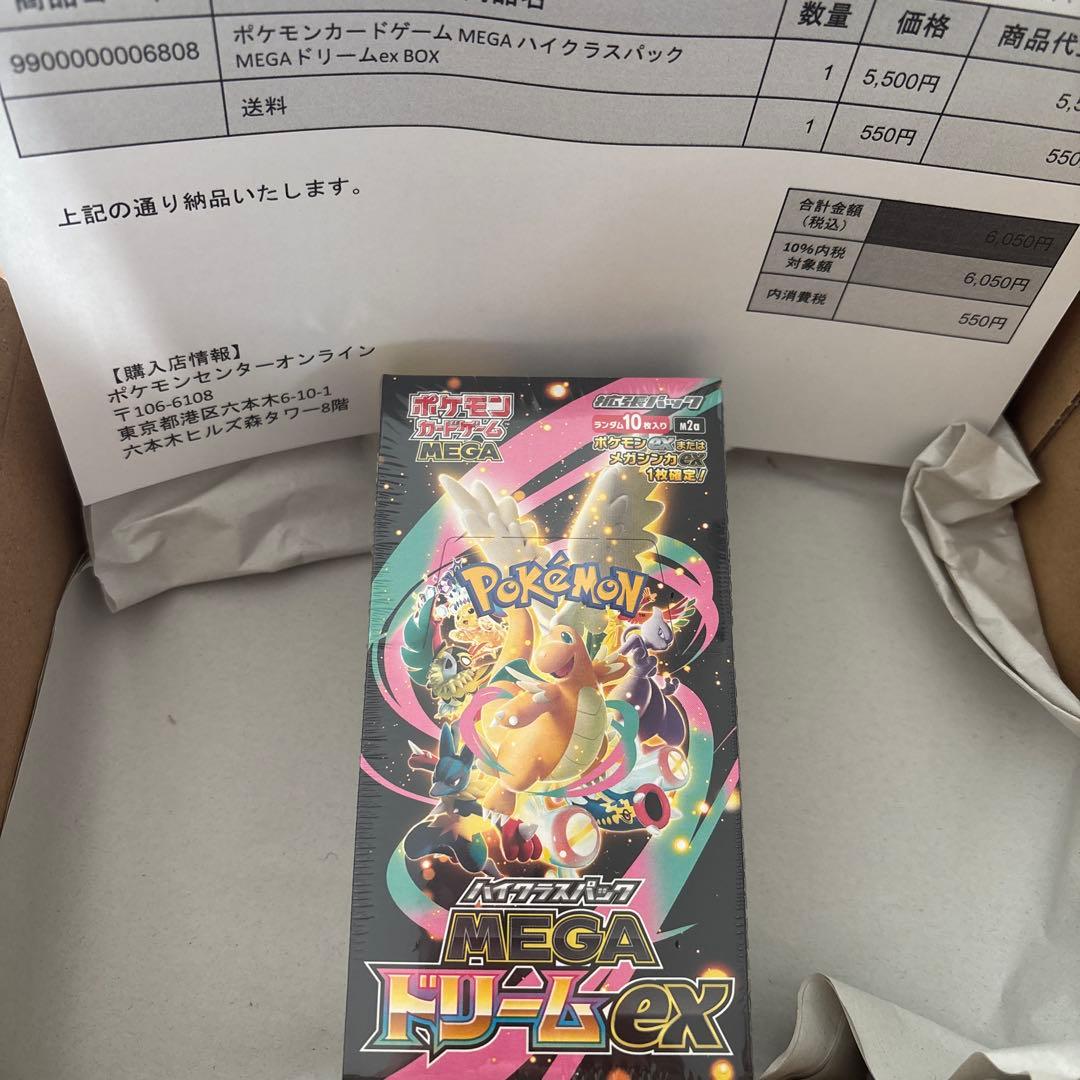 数量 価格
9900000006808 ポケモンカードゲーム MEGA ハイクラスパック
MEGAドリームex BOX 1 5,500円
送料 1 550円
上記の通り納品いたします。
合計金額
(税込) 6,050円
10%内税
対象額 6,050円
内消費税 550円
【購入店情報】
ポケモンセンターオンライン
〒106-6108
東京都港区六本木6-10-1
六本木ヒルズ森タワー8階
ポケモン
カードゲーム
MEGA
拡張パック
ランダム10枚入り m2a
ポケモンexまたは
メガシンカex
1枚確定!
POKéMON
ハイクラスパック
MEGA
ドリームex